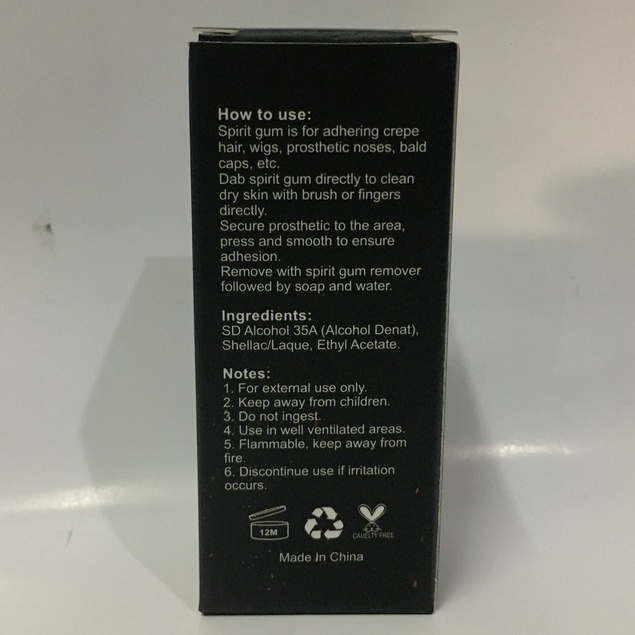 How to use:
Spirit gum is for adhering crepe
hair, wigs, prosthetic noses, bald
caps, etc.
Dab spirit gum directly to clean
dry skin with brush or fingers
directly.
Secure prosthetic to the area,
press and smooth to ensure
adhesion.
Remove with spirit gum remover
followed by soap and water.
Ingredients:
SD Alcohol 35A (Alcohol Denat),
Shellac/Laque, Ethyl Acetate.
Notes:
1. For external use only.
2. Keep away from children.
3. Do not ingest.
4. Use in well ventilated areas.
5. Flammable, keep away from
fire.
6. Discontinue use if irritation
occurs.
12M
CAUELTY FREE
Made In China